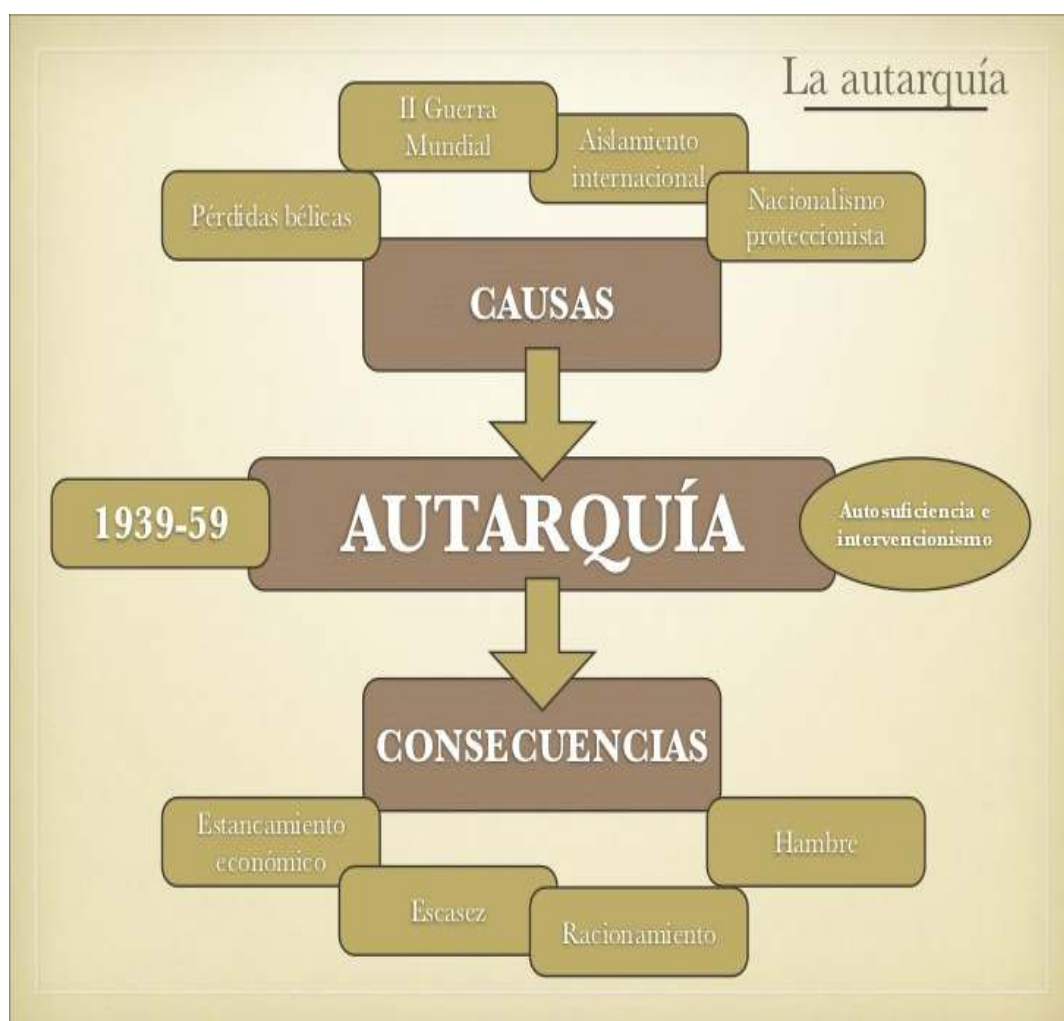 La autarquía
II Guerra
Mundial
Aislamiento
internacional
Pérdidas bélicas
Nacionalismo
proteccionista
CAUSAS
1939-59
AUTARQUÍA
Autosuficiencia e
intervencionismo
CONSECUENCIAS
Estancamiento
económico
Escasez
Racionamiento
Hambre